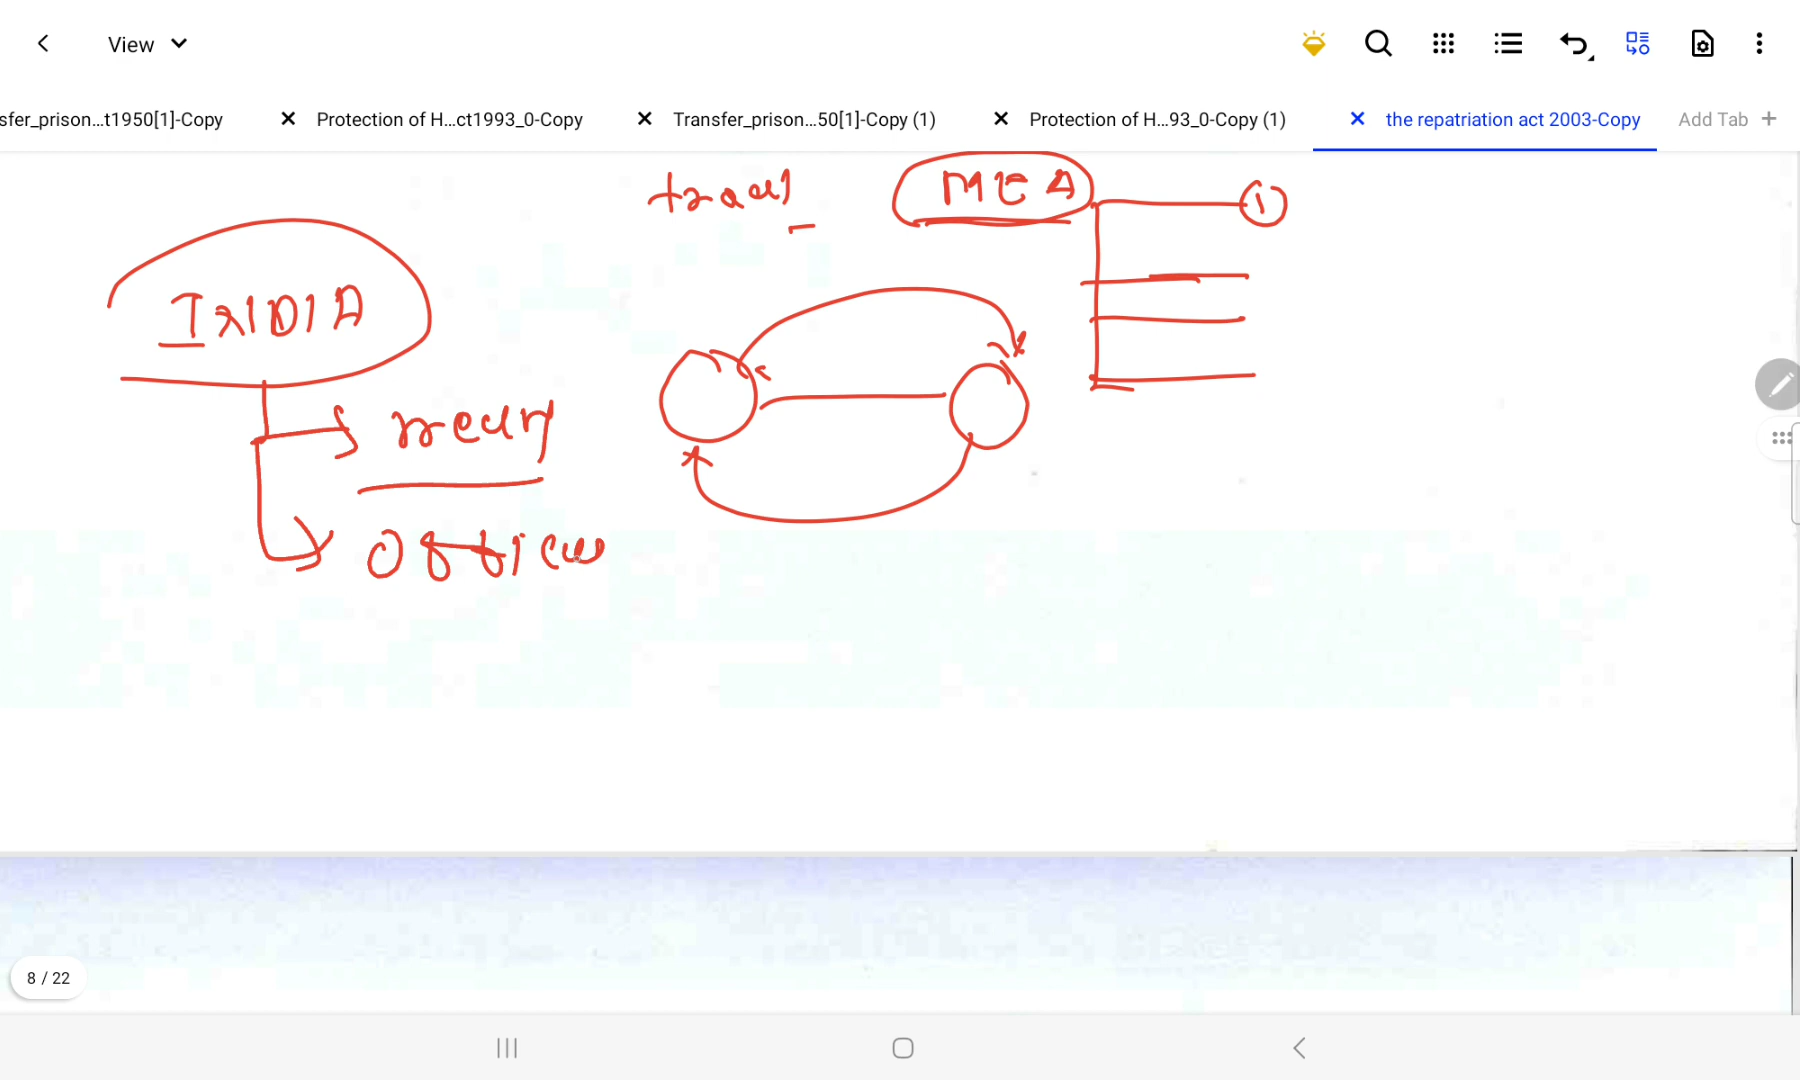 View
sfer_prison...t1950[1]-Copy
Protection of H...ct1993_0-Copy
Transfer_prison...50[1]-Copy (1)
Protection of H...93_0-Copy (1)
the repatriation act 2003-Copy
Add Tab +
MEA
1
INDIA
8 / 22